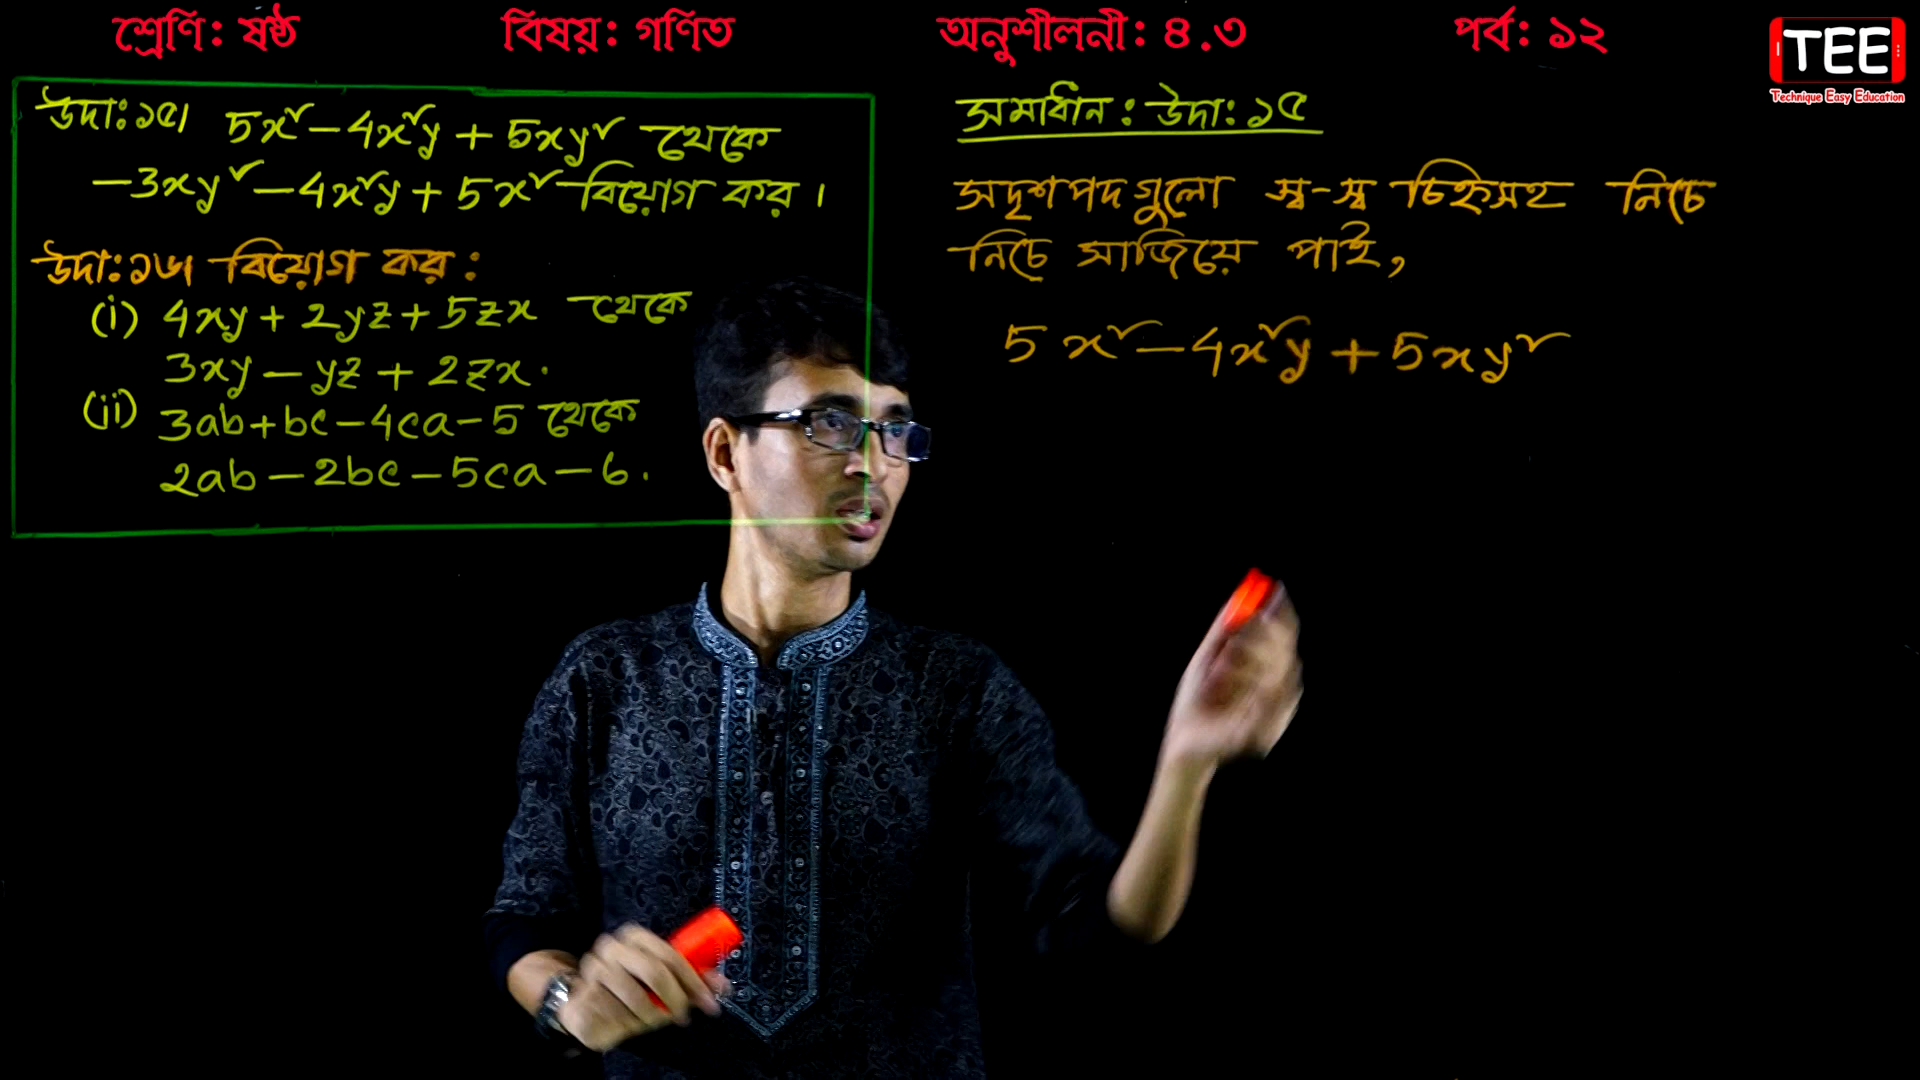 শ্রেণি: ষষ্ঠ বিষয়: গণিত অনুশীলনী: ৪.৩ পর্ব: ১২
TEE
Technique Easy Education
উদা: ১৫। 5x² - 4x²y + 5xy² থেকে
-3xy² - 4x²y + 5x² বিয়োগ কর।
উদা: ১৬। বিয়োগ কর:
(i) 4xy + 2yz + 5zx থেকে
3xy - yz + 2zx.
(ii) 3ab + bc - 4ca - 5 থেকে
2ab - 2bc - 5ca - 6.
সমাধান: উদা: ১৫
সদৃশপদগুলো স্ব-স্ব চিহ্নসহ নিচে
নিচে সাজিয়ে পাই,
5x² - 4x²y + 5xy²